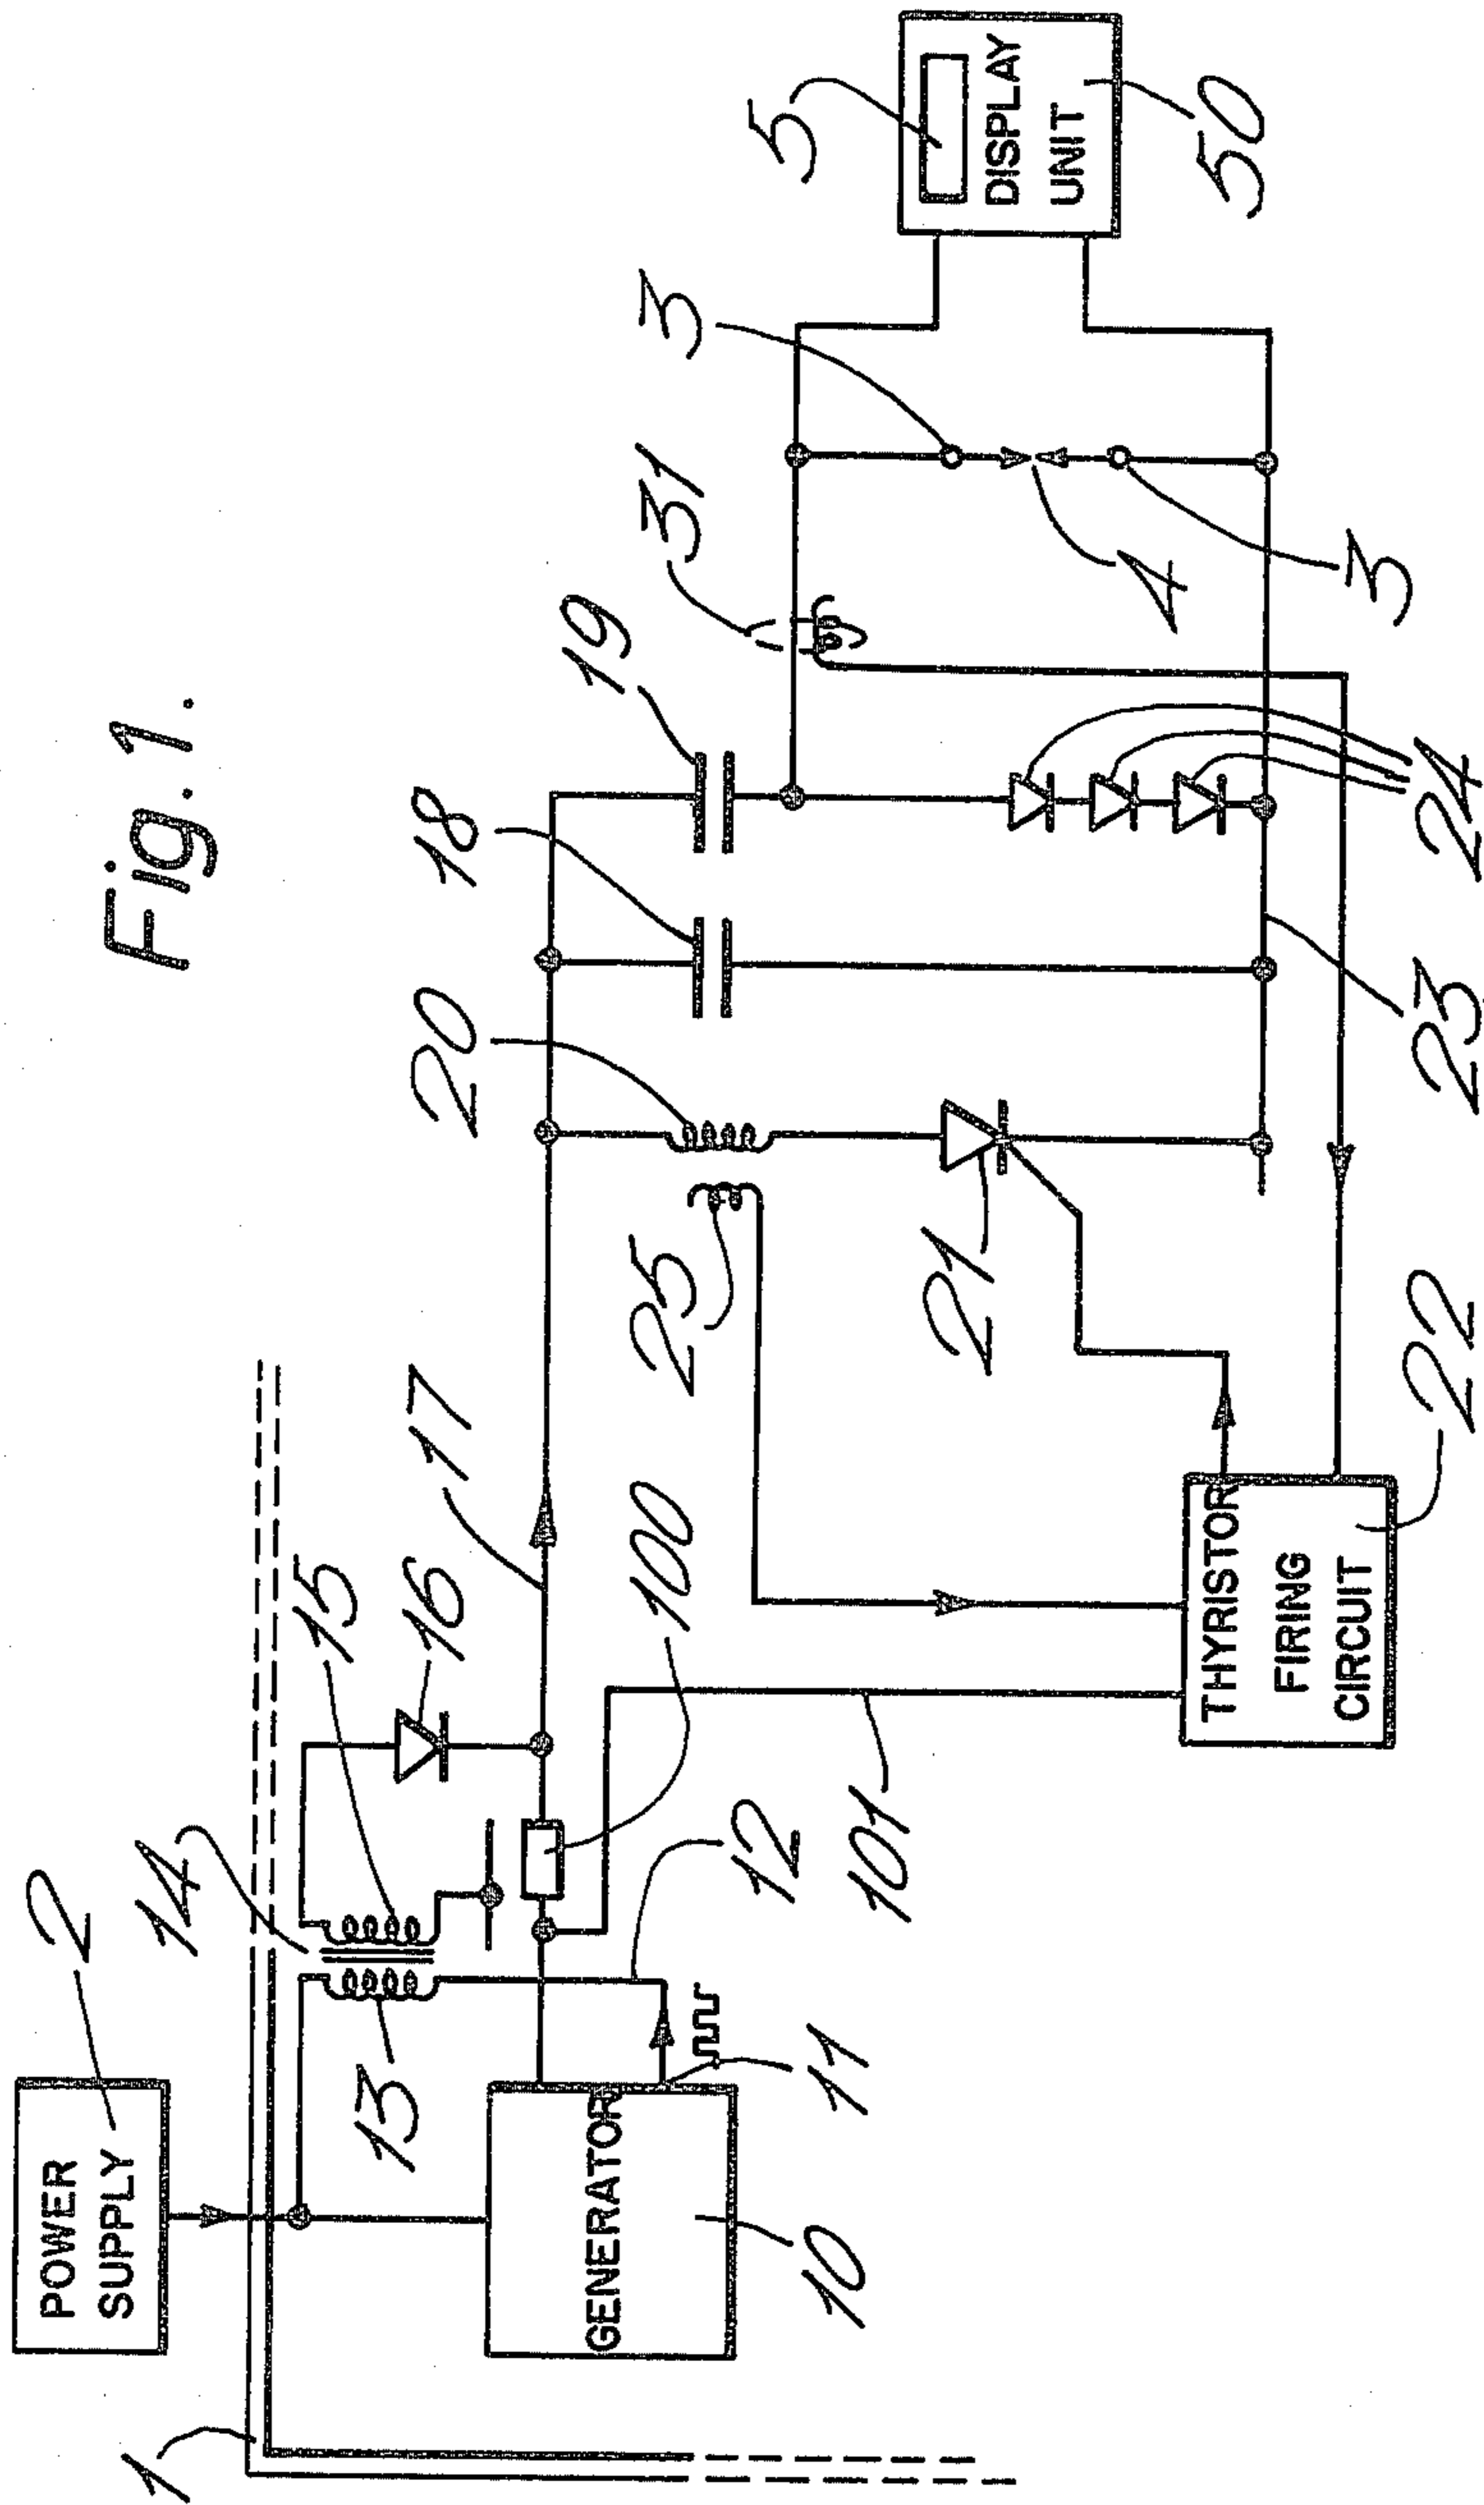 Fig. 1.
1
2
POWER
SUPPLY
14
15
16
17
13
GENERATOR
10
11
12
100
101
20
18
19
31
3
5
DISPLAY
UNIT
50
4
3
25
21
THYRISTOR
FIRING
CIRCUIT
22
23
24